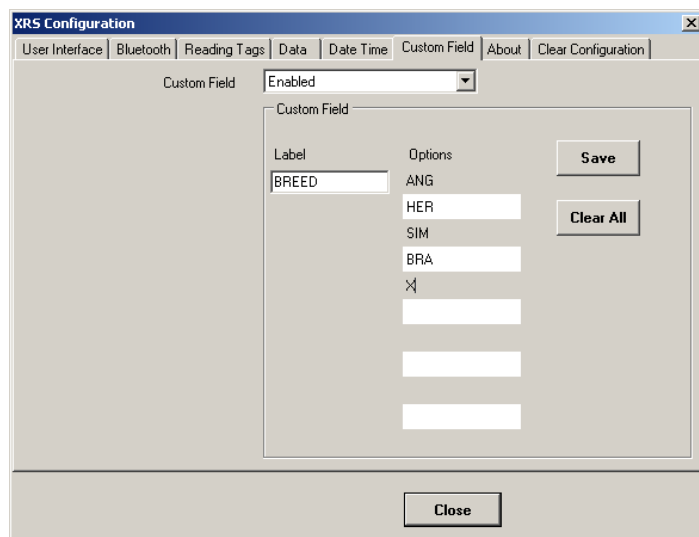 XRS Configuration
User Interface Bluetooth Reading Tags Data Date Time Custom Field About Clear Configuration
Custom Field Enabled
Custom Field
Label Options Save
BREED ANG
HER Clear All
SIM
BRA
X
Close